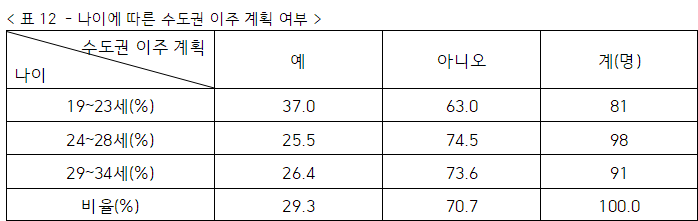 < 표 12 - 나이에 따른 수도권 이주 계획 여부 >
수도권 이주 계획 예 아니오 계(명)
나이
19~23세(%) 37.0 63.0 81
24~28세(%) 25.5 74.5 98
29~34세(%) 26.4 73.6 91
비율(%) 29.3 70.7 100.0